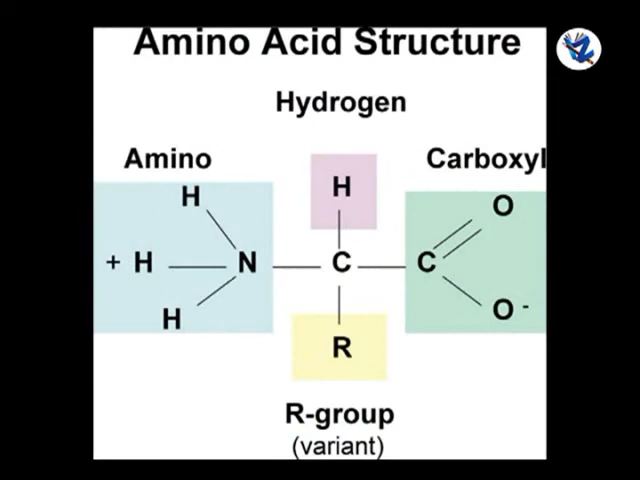 Amino Acid Structure
Hydrogen
Amino
Carboxyl
H
H
O
+ H
N
C
C
H
O -
R
R-group
(variant)